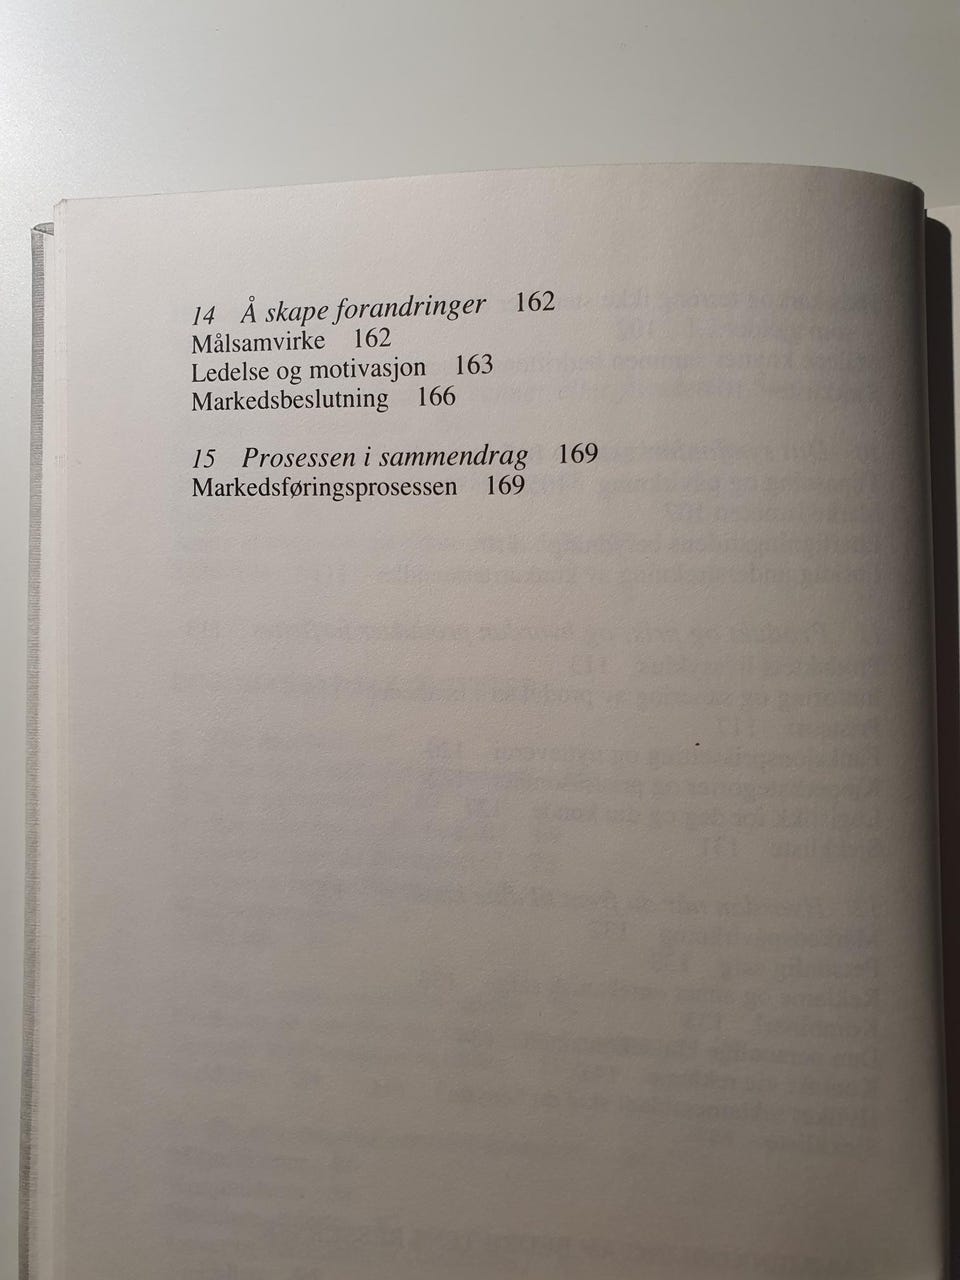 14 Å skape forandringer 162
Målsamvirke 162
Ledelse og motivasjon 163
Markedsbeslutning 166
15 Prosessen i sammendrag 169
Markedsføringsprosessen 169